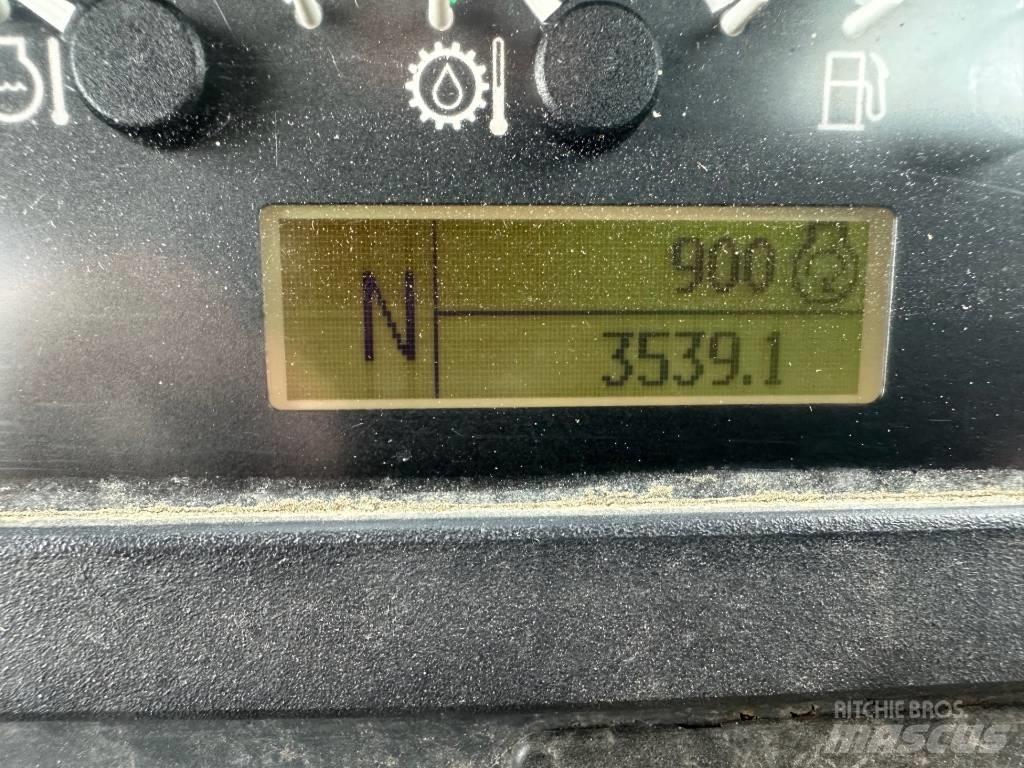 N
900
3539.1
RITCHIE BROS.
MASCUS